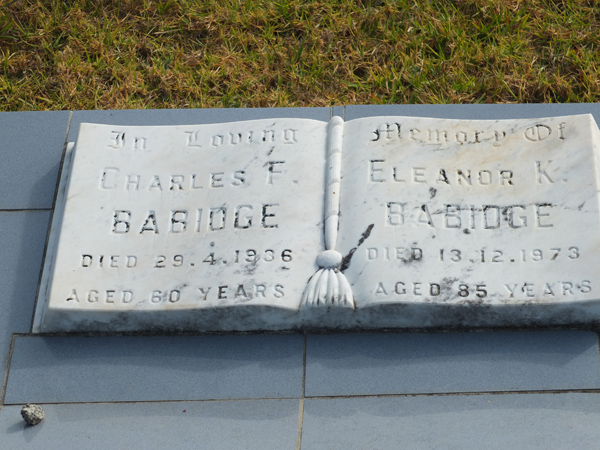 In Loving
Charles F.
BABIDGE
DIED 29.4.1936
AGED 60 YEARS
Memory Of
Eleanor K.
BABIDGE
DIED 13.12.1973
AGED 85 YEARS